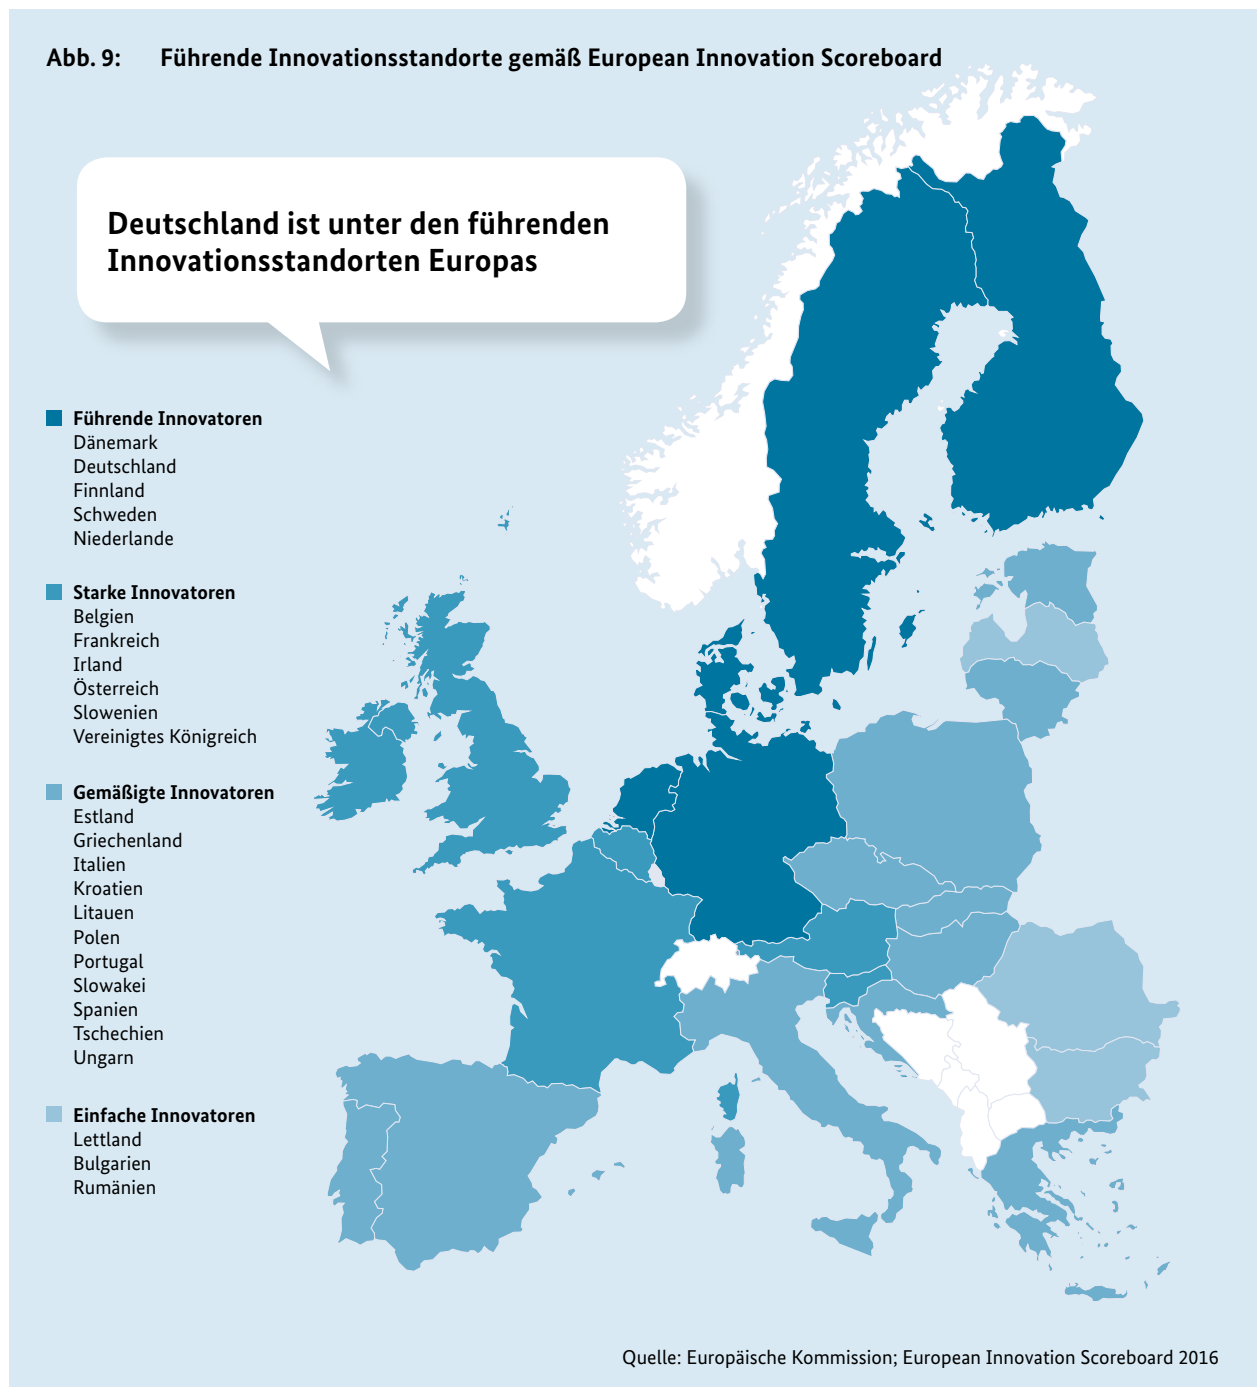 Abb. 9: Führende Innovationsstandorte gemäß European Innovation Scoreboard
Deutschland ist unter den führenden
Innovationsstandorten Europas
Führende Innovatoren
Dänemark
Deutschland
Finnland
Schweden
Niederlande
Starke Innovatoren
Belgien
Frankreich
Irland
Österreich
Slowenien
Vereinigtes Königreich
Gemäßigte Innovatoren
Estland
Griechenland
Italien
Kroatien
Litauen
Polen
Portugal
Slowakei
Spanien
Tschechien
Ungarn
Einfache Innovatoren
Lettland
Bulgarien
Rumänien
Quelle: Europäische Kommission; European Innovation Scoreboard 2016